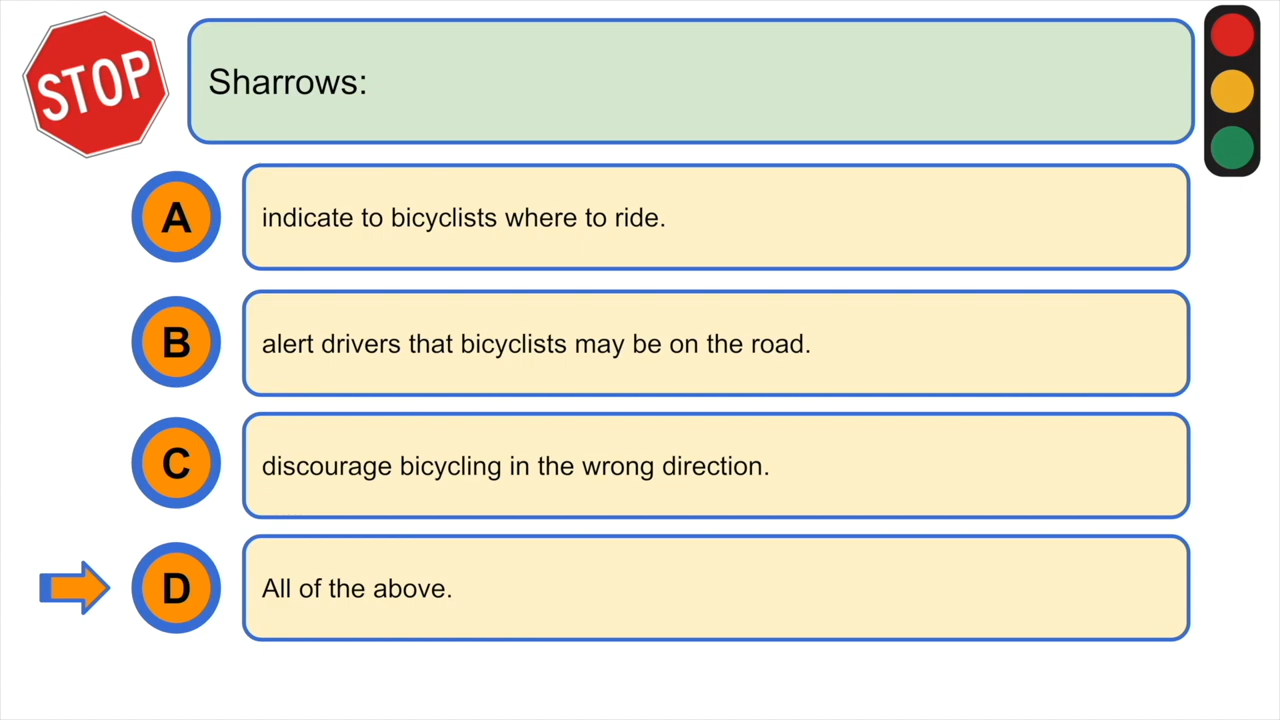 STOP
Sharrows:
A
indicate to bicyclists where to ride.
B
alert drivers that bicyclists may be on the road.
C
discourage bicycling in the wrong direction.
D
All of the above.